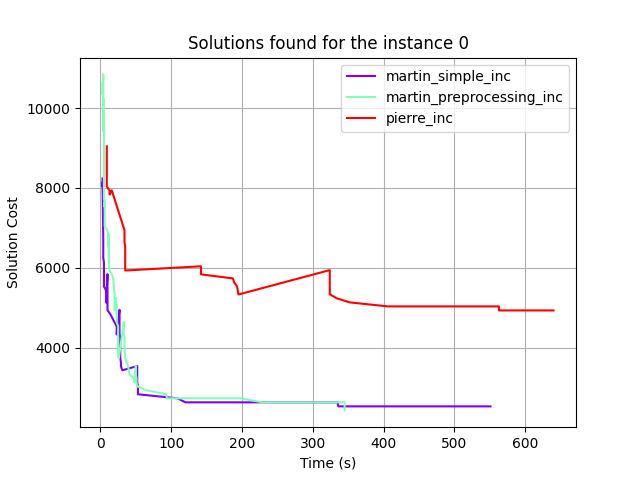 Solutions found for the instance 0
martin_simple_inc
martin_preprocessing_inc
pierre_inc
Solution Cost
10000
8000
6000
4000
0 100 200 300 400 500 600
Time (s)